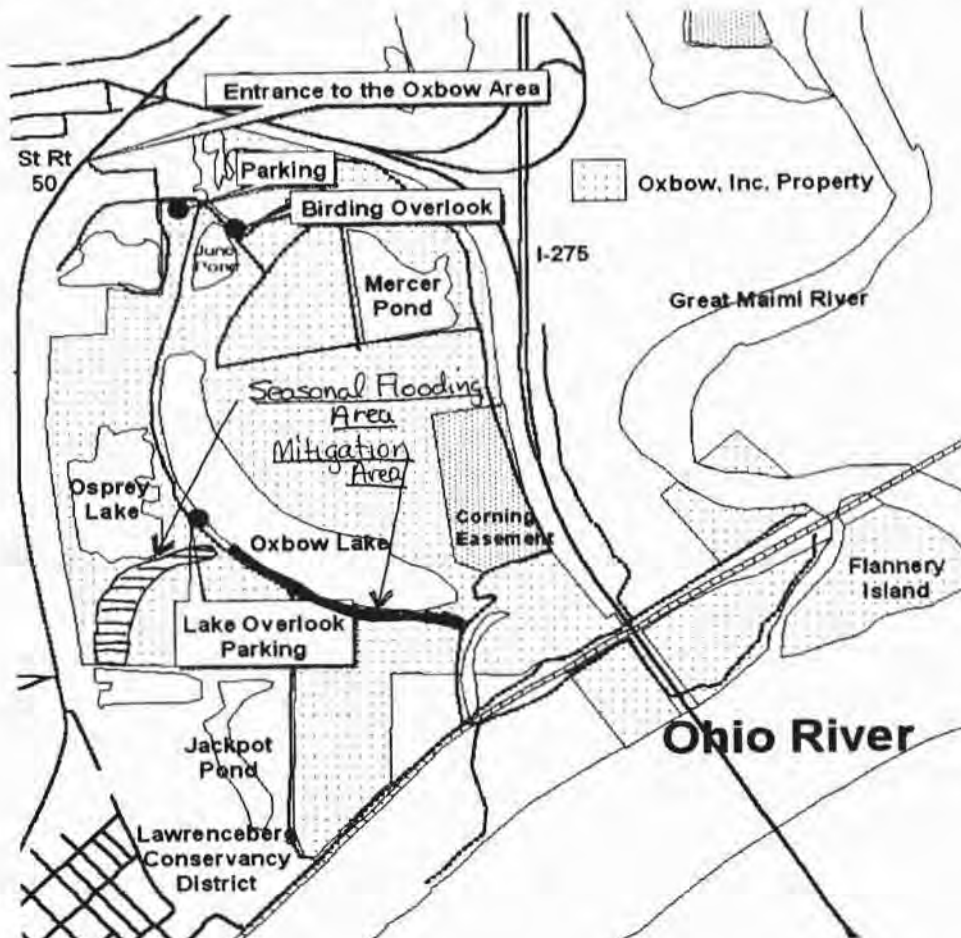 Entrance to the Oxbow Area
St Rt
50
Parking
Oxbow, Inc. Property
Birding Overlook
Juno
Pond
I-275
Mercer
Pond
Great Maimi River
Seasonal Flooding
Area
Mitigation
Area
Osprey
Lake
Oxbow Lake
Corning
Easement
Flannery
Island
Lake Overlook
Parking
Ohio River
Jackpot
Pond
Lawrenceberg
Conservancy
District